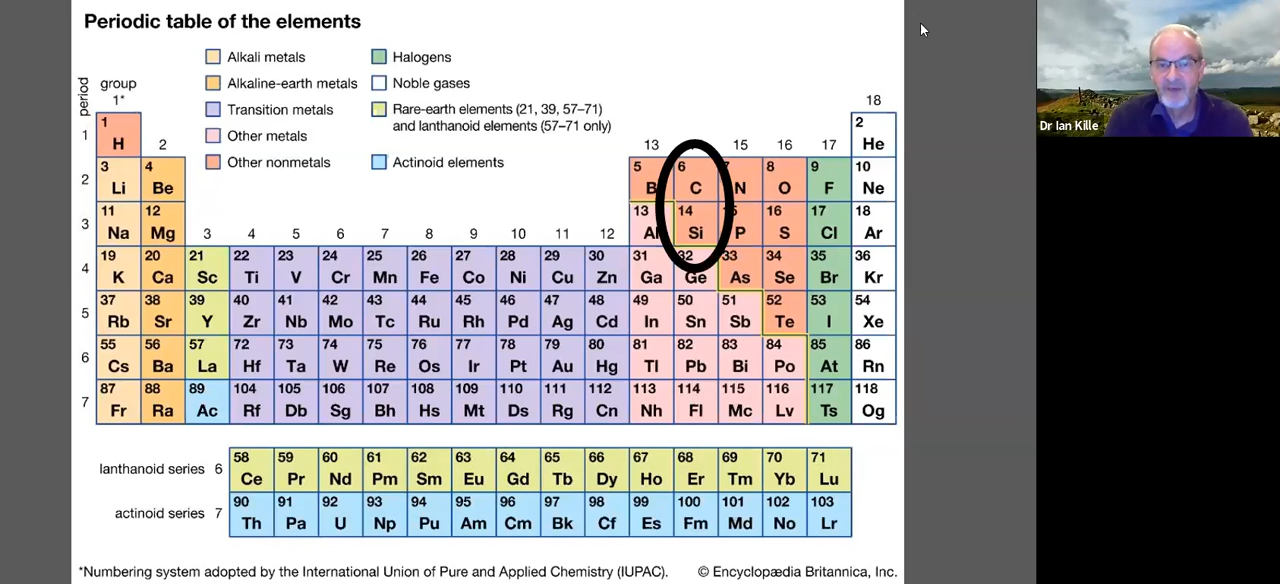 Periodic table of the elements
Alkali metals
Alkaline-earth metals
Transition metals
Other metals
Other nonmetals
Halogens
Noble gases
Rare-earth elements (21, 39, 57–71)
and lanthanoid elements (57–71 only)
Actinoid elements
Dr Ian Kille
period
group
1* 18
1 2
1 H He
2 13 15 16 17
3 4 5 6 7 8 9 10
2 Li Be B C N O F Ne
11 12 13 14 15 16 17 18
3 Na Mg 3 4 5 6 7 8 9 10 11 12 Al Si P S Cl Ar
19 20 21 22 23 24 25 26 27 28 29 30 31 32 33 34 35 36
4 K Ca Sc Ti V Cr Mn Fe Co Ni Cu Zn Ga Ge As Se Br Kr
37 38 39 40 41 42 43 44 45 46 47 48 49 50 51 52 53 54
5 Rb Sr Y Zr Nb Mo Tc Ru Rh Pd Ag Cd In Sn Sb Te I Xe
55 56 57 72 73 74 75 76 77 78 79 80 81 82 83 84 85 86
6 Cs Ba La Hf Ta W Re Os Ir Pt Au Hg Tl Pb Bi Po At Rn
87 88 89 104 105 106 107 108 109 110 111 112 113 114 115 116 117 118
7 Fr Ra Ac Rf Db Sg Bh Hs Mt Ds Rg Cn Nh Fl Mc Lv Ts Og
58 59 60 61 62 63 64 65 66 67 68 69 70 71
lanthanoid series 6 Ce Pr Nd Pm Sm Eu Gd Tb Dy Ho Er Tm Yb Lu
90 91 92 93 94 95 96 97 98 99 100 101 102 103
actinoid series 7 Th Pa U Np Pu Am Cm Bk Cf Es Fm Md No Lr
*Numbering system adopted by the International Union of Pure and Applied Chemistry (IUPAC). © Encyclopædia Britannica, Inc.